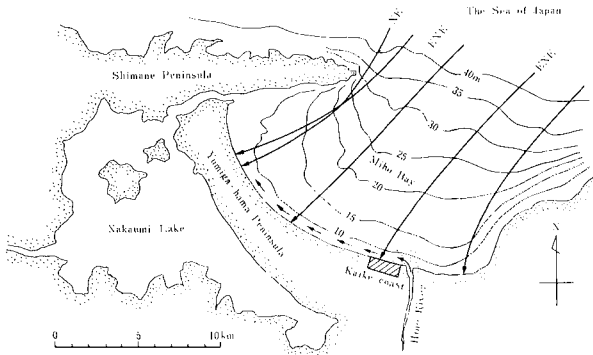 The Sea of Japan
NE
ENE
ENE
Shimane Peninsula
40m
35
30
25
20
15
10
Miho Bay
Yumiga-hama Peninsula
Nakaumi Lake
Kaike coast
Hino River
N
0 5 10km